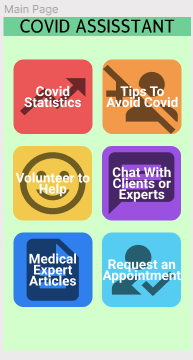 Main Page
COVID ASSISSTANT
Covid
Statistics
Tips To
Avoid Covid
Volunteer to
Help
Chat With
Clients or
Experts
Medical
Expert
Articles
Request an
Appointment